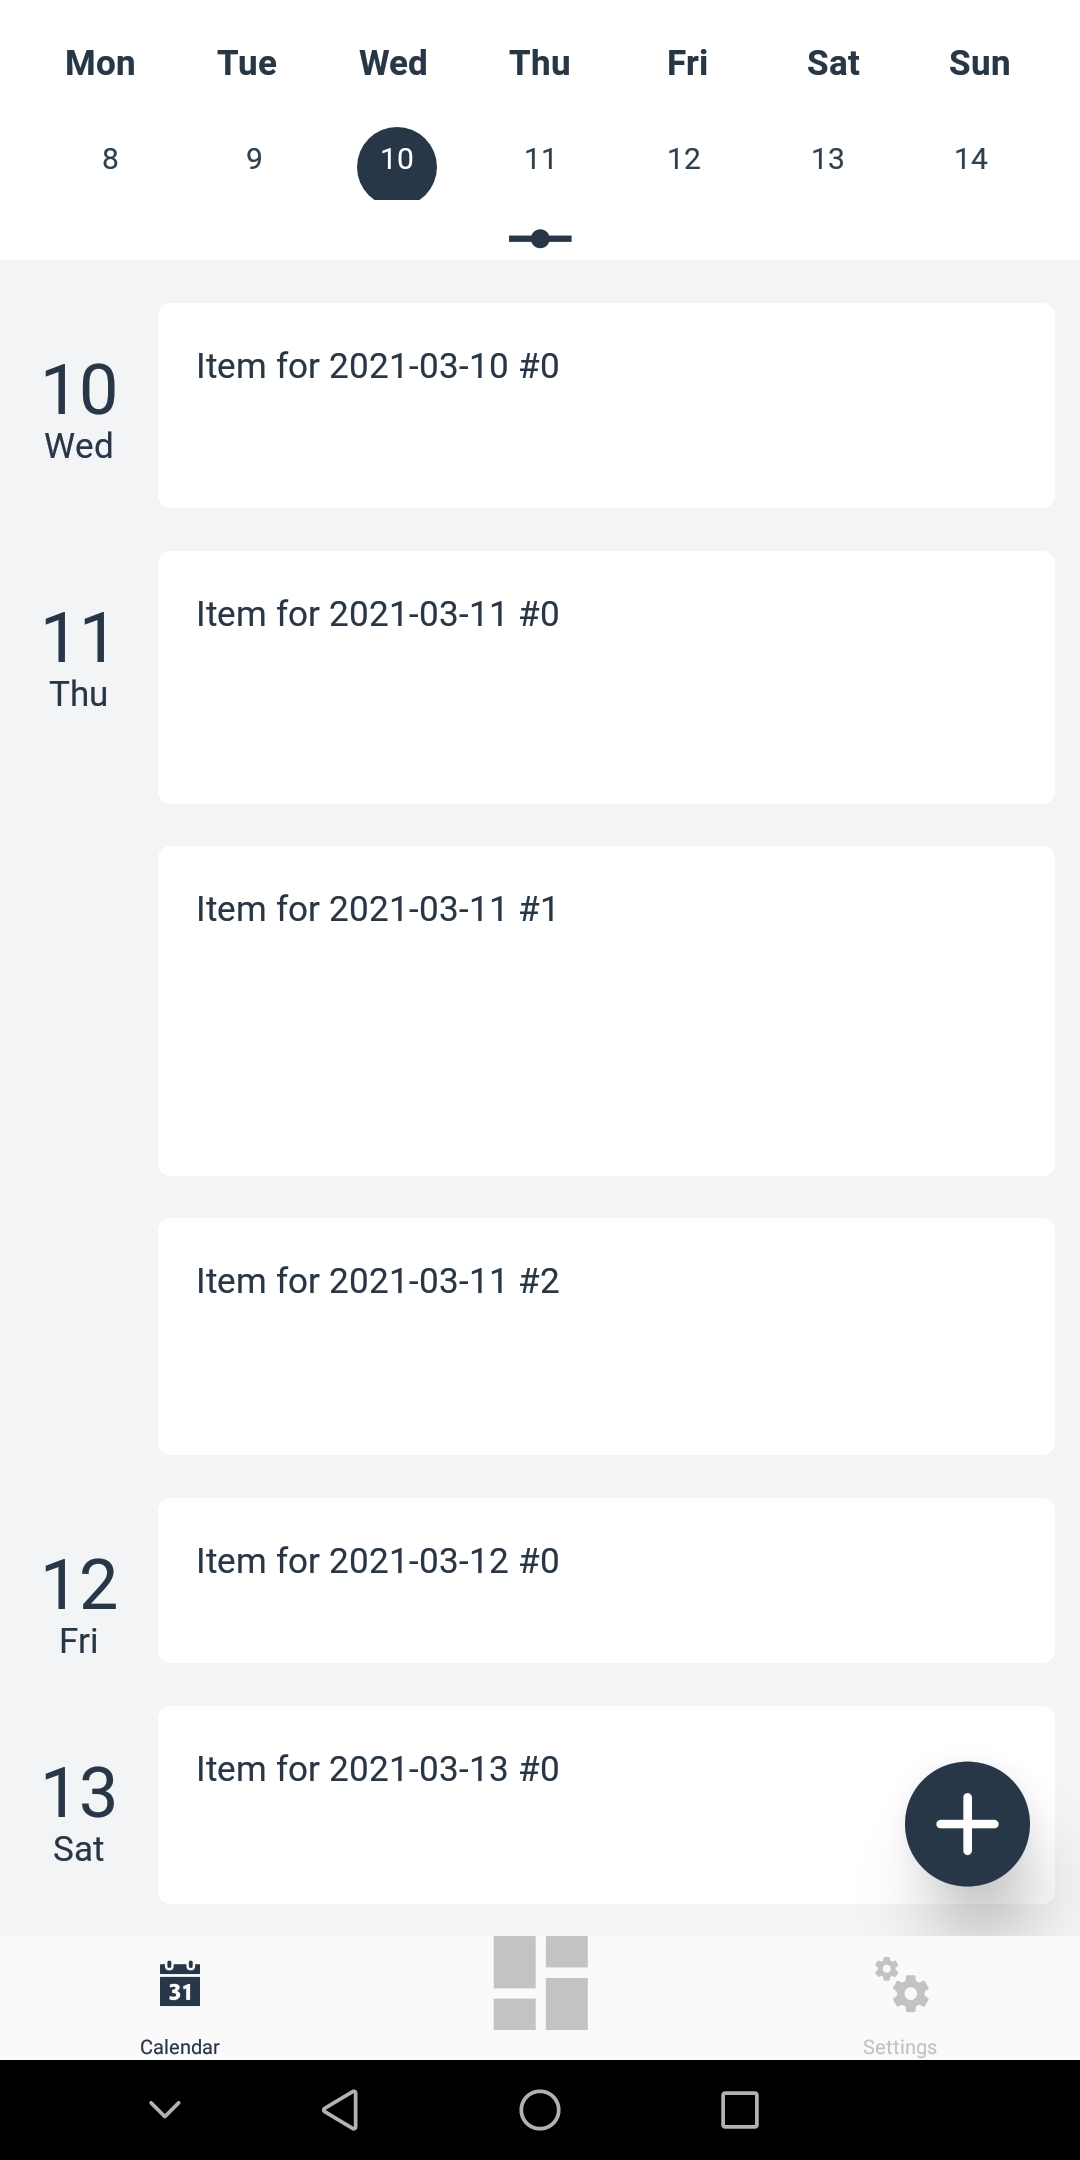 Mon Tue Wed Thu Fri Sat Sun
8 9 10 11 12 13 14
10
Wed
Item for 2021-03-10 #0
11
Thu
Item for 2021-03-11 #0
Item for 2021-03-11 #1
Item for 2021-03-11 #2
12
Fri
Item for 2021-03-12 #0
13
Sat
Item for 2021-03-13 #0
31
Calendar
Settings